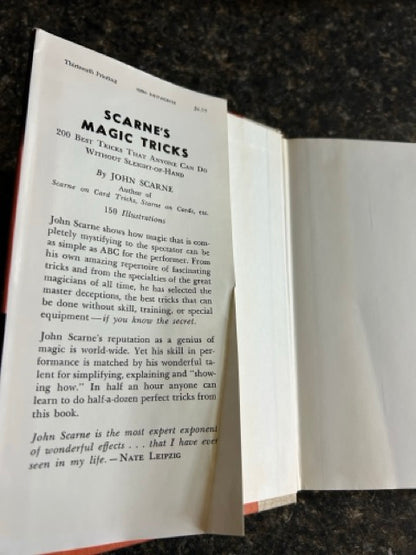 Thirteenth Printing
SCARNE'S
MAGIC TRICKS
200 BEST TRICKS THAT ANYONE CAN DO
WITHOUT SLEIGHT-OF-HAND
By JOHN SCARNE
Author of
Scarne on Card Tricks, Scarne on Cards, etc.
150 Illustrations
John Scarne shows how magic that is com-
pletely mystifying to the spectator can be
as simple as ABC for the performer. From
his own amazing repertoire of fascinating
tricks and from the specialties of the great
magicians of all time, he has selected the
master deceptions, the best tricks that can
be done without skill, training, or special
equipment—if you know the secret.
John Scarne's reputation as a genius of
magic is world-wide. Yet his skill in per-
formance is matched by his wonderful ta-
lent for simplifying, explaining and "show-
ing how." In half an hour anyone can
learn to do half-a-dozen perfect tricks from
this book.
John Scarne is the most expert exponent
of wonderful effects . . . that I have ever
seen in my life.—NATE LEIPZIG